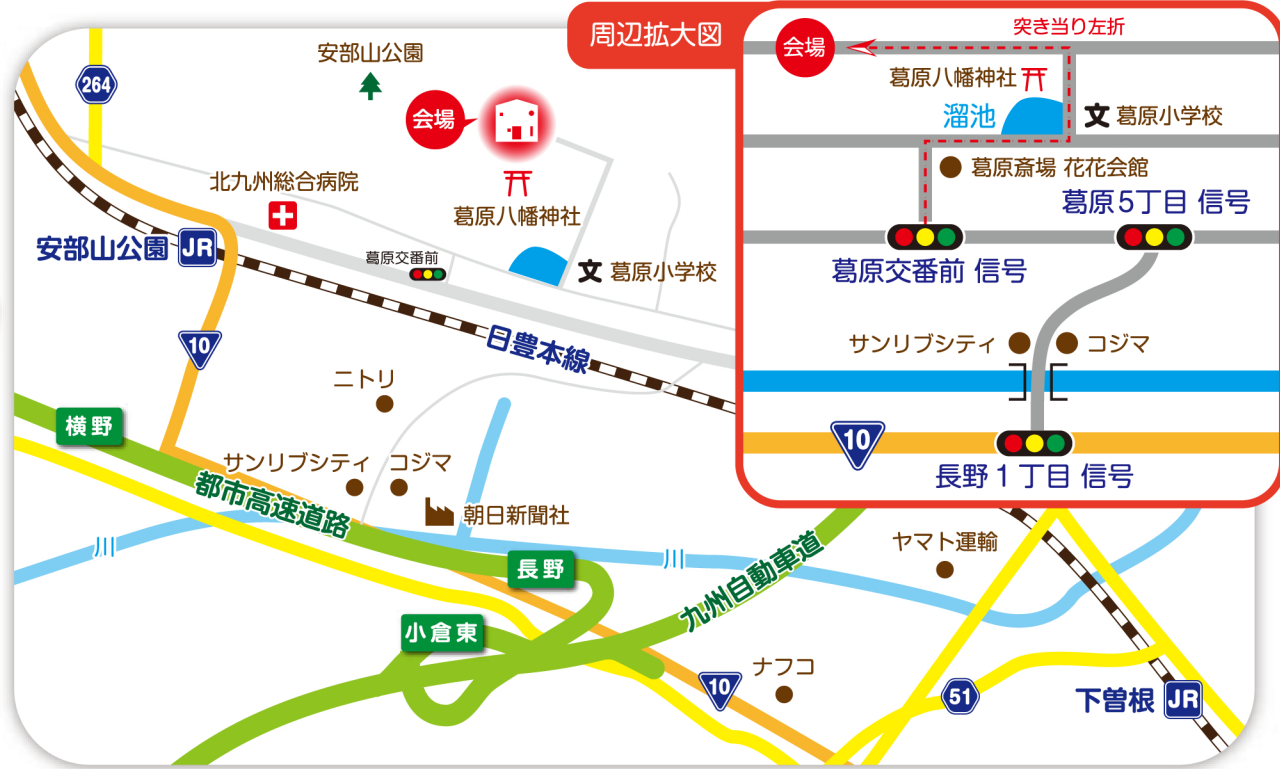 安部山公園
264
会場
北九州総合病院
葛原八幡神社
安部山公園
JR
葛原交番前
文
葛原小学校
10
日豊本線
ニトリ
横野
サンリブシティ
コジマ
都市高速道路
朝日新聞社
川
長野
川
九州自動車道
ヤマト運輸
小倉東
ナフコ
10
51
下曽根
JR
周辺拡大図
突き当り左折
会場
葛原八幡神社
溜池
文
葛原小学校
葛原斎場 花花会館
葛原5丁目 信号
葛原交番前 信号
サンリブシティ
コジマ
10
長野1丁目 信号